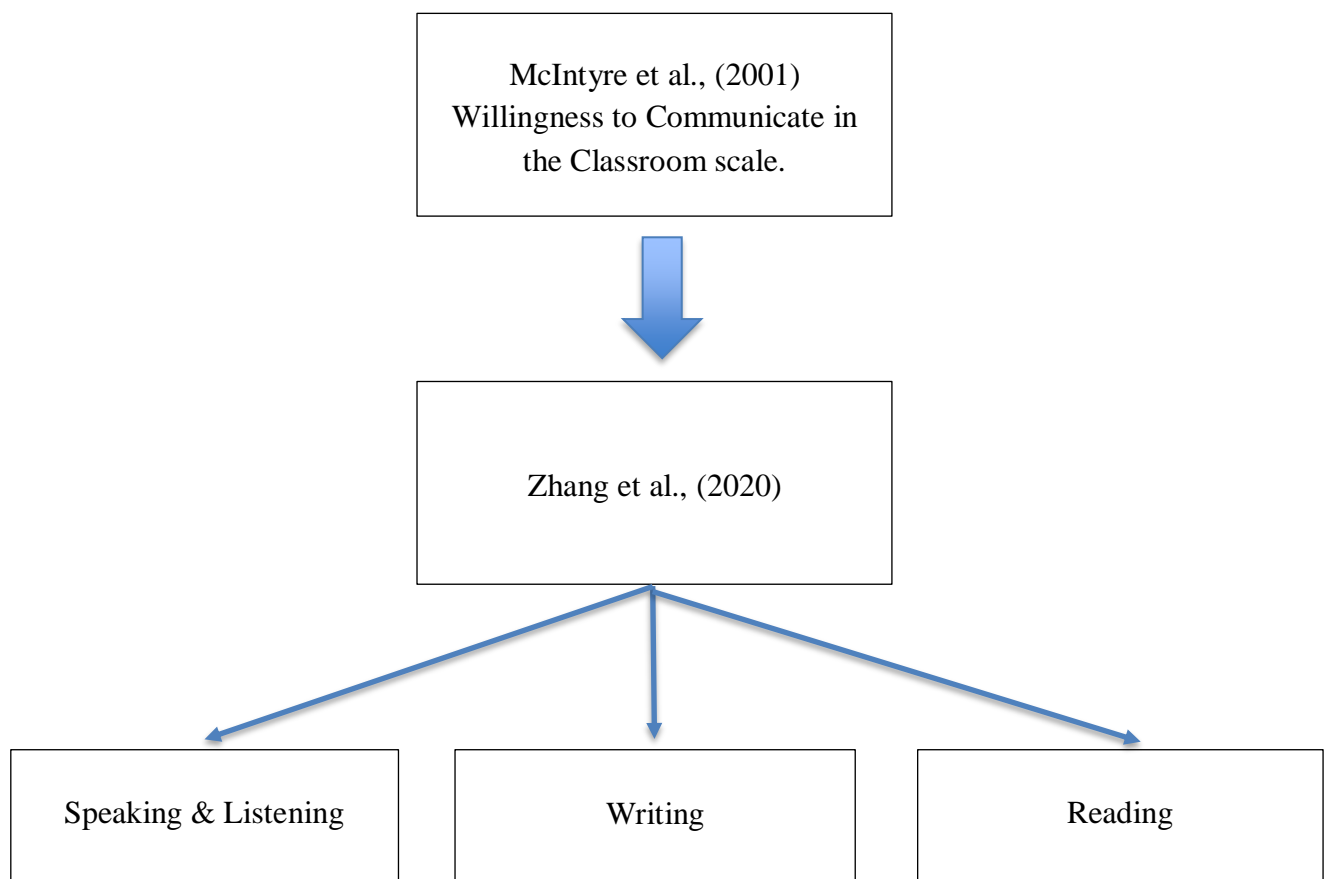 McIntyre et al., (2001)
Willingness to Communicate in
the Classroom scale.
Zhang et al., (2020)
Speaking & Listening
Writing
Reading